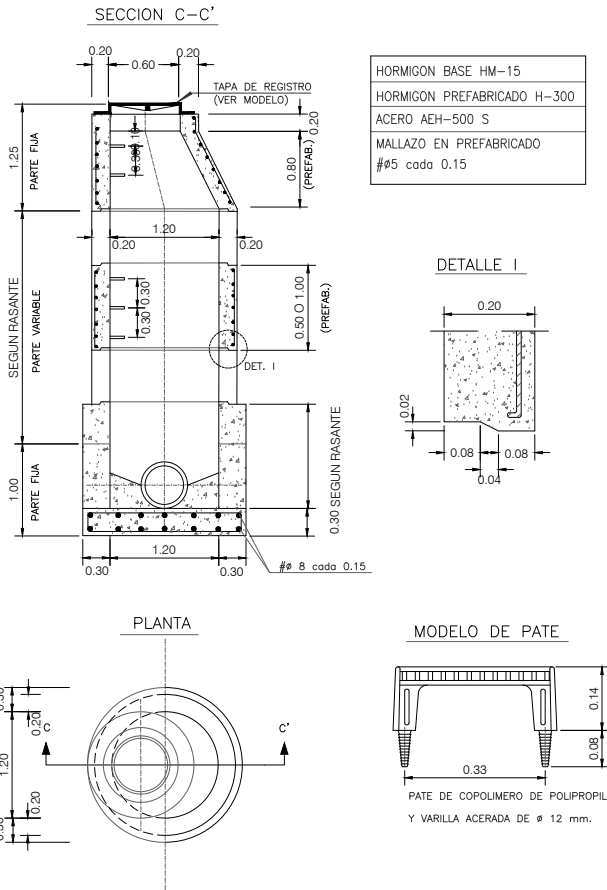 SECCION C-C'
0.20
0.60
0.20
TAPA DE REGISTRO
(VER MODELO)
0.20
1.25
PARTE FIJA
0.80
(PREFAB.)
1.20
0.20
0.20
SEGUN RASANTE
PARTE VARIABLE
0.30
0.30
0.50 O 1.00
(PREFAB.)
DET. I
1.00
PARTE FIJA
0.30 SEGUN RASANTE
1.20
0.30
0.30
#ø 8 cada 0.15
HORMIGON BASE HM-15
HORMIGON PREFABRICADO H-300
ACERO AEH-500 S
MALLAZO EN PREFABRICADO
#ø5 cada 0.15
DETALLE I
0.20
0.02
0.08
0.08
0.04
PLANTA
0.30
0.20
C
C'
1.20
0.20
0.30
MODELO DE PATE
0.14
0.08
0.33
PATE DE COPOLIMERO DE POLIPROPIL
Y VARILLA ACERADA DE ø 12 mm.